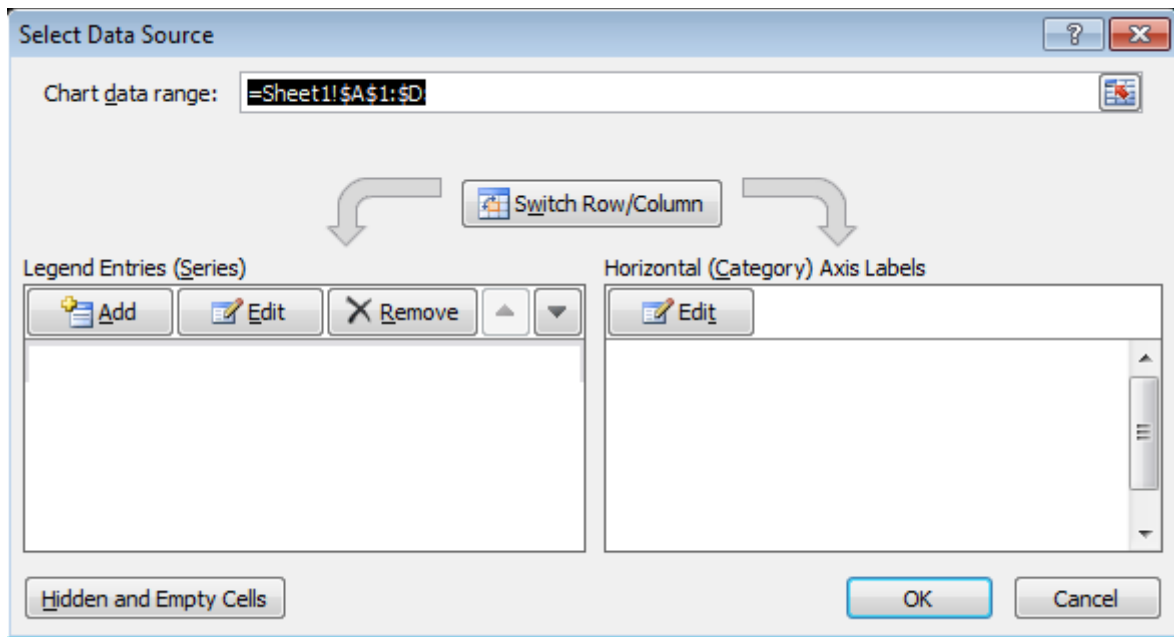 Select Data Source
Chart data range: =Sheet1!$A$1:$D
Switch Row/Column
Legend Entries (Series)
Horizontal (Category) Axis Labels
Add Edit Remove
Edit
Hidden and Empty Cells
OK Cancel